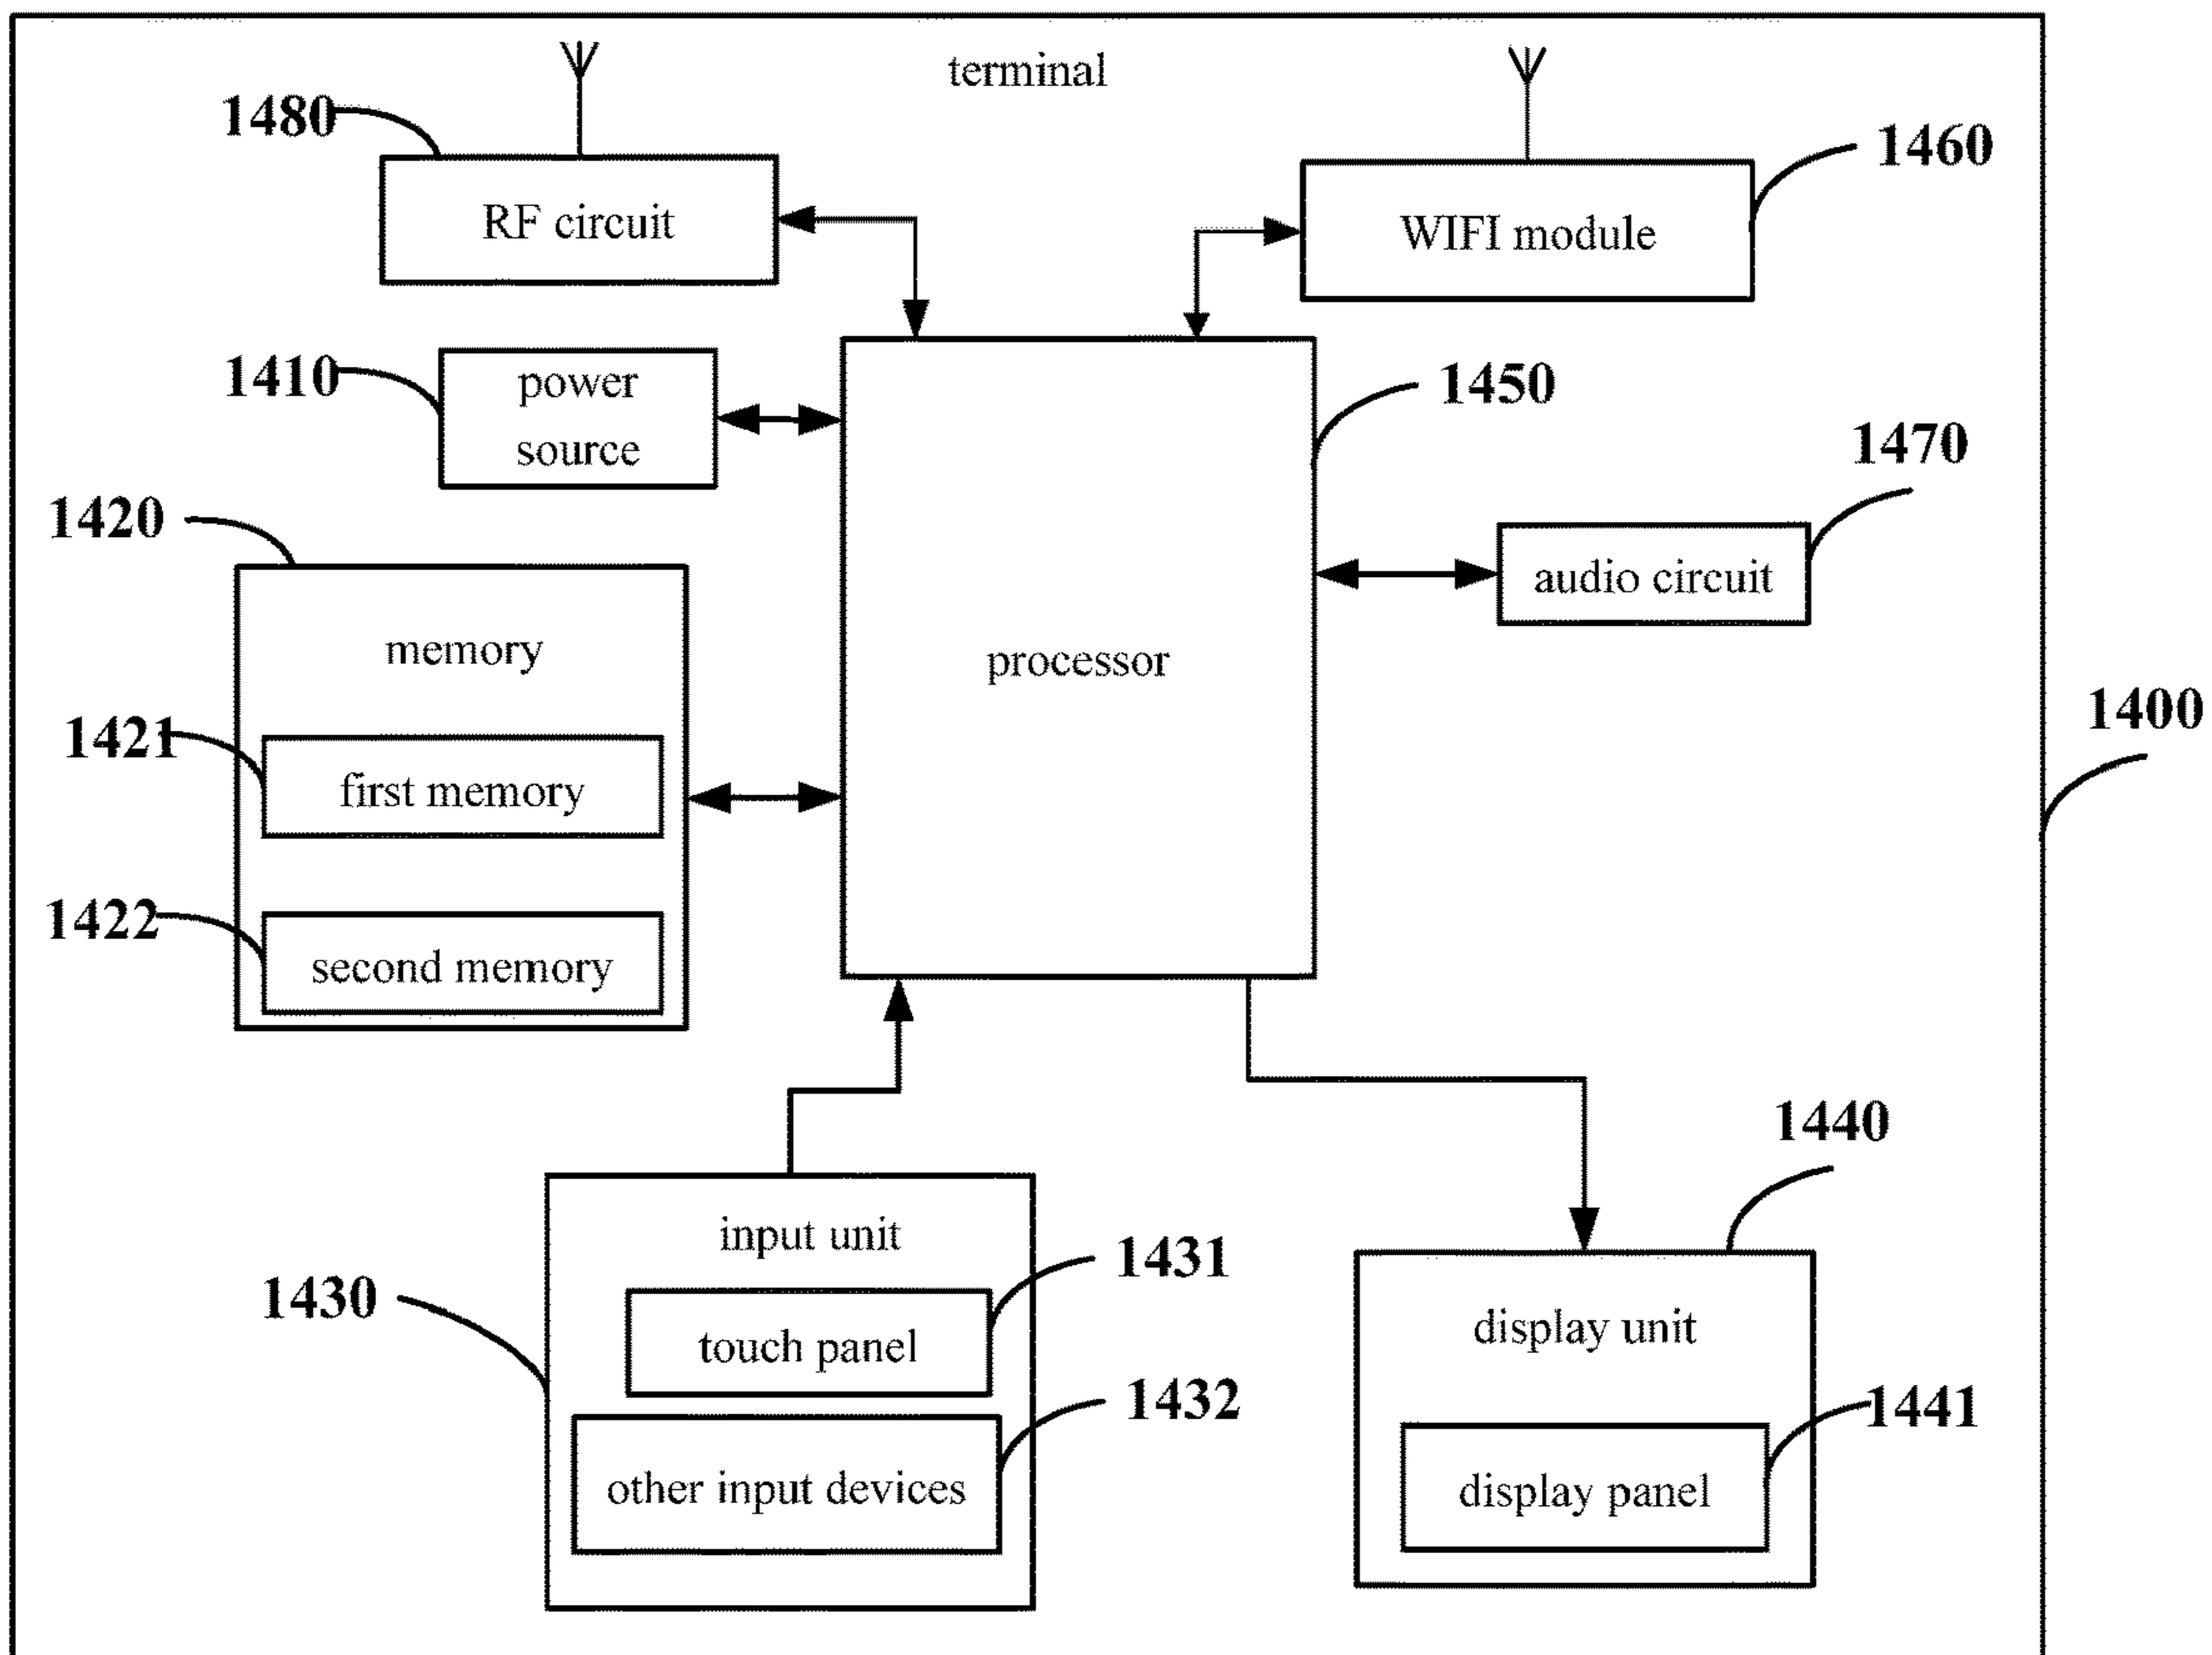 terminal
1480
1460
RF circuit
WIFI module
1410
power
source
1450
1470
1420
audio circuit
memory
processor
1400
1421
first memory
1422
second memory
1440
input unit
1431
1430
touch panel
display unit
1432
1441
other input devices
display panel